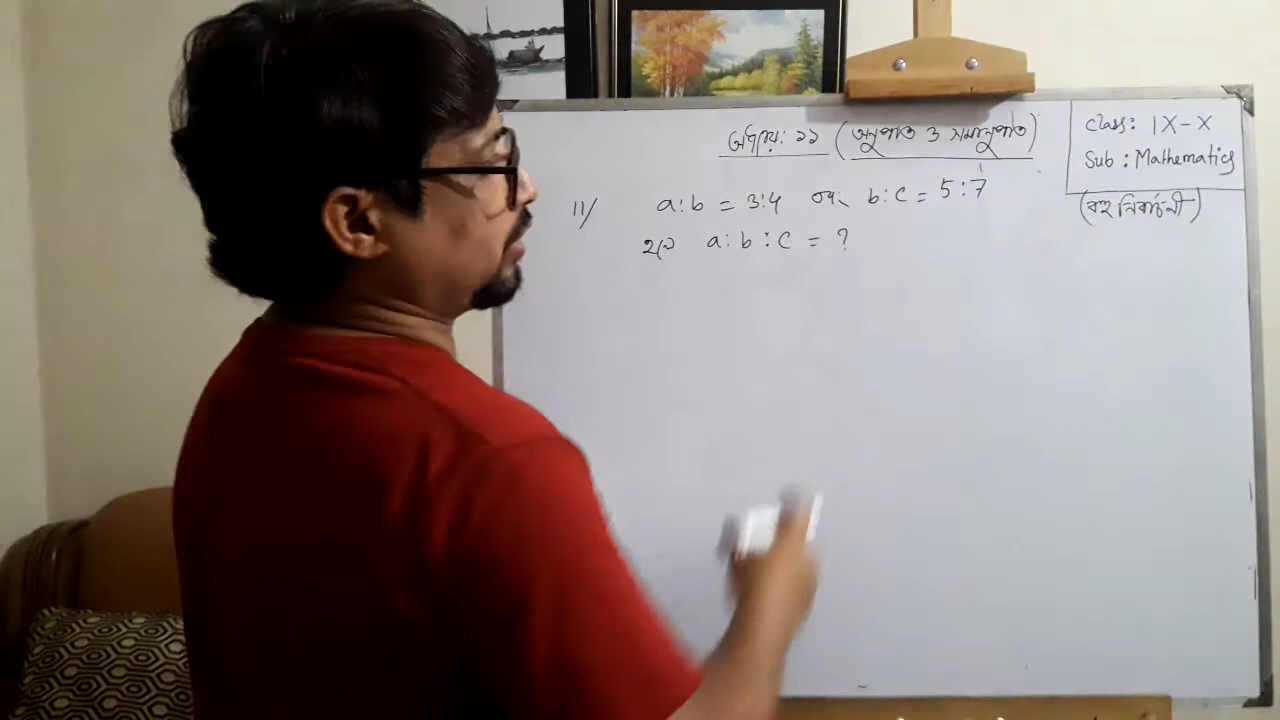 অধ্যায়: ১১ (অনুপাত ও সমানুপাত)
Class: IX-X
Sub: Mathematics
(বহু নির্বাচনী)
11/ a:b = 3:4 এবং b:c = 5:7
হলে a:b:c = ?